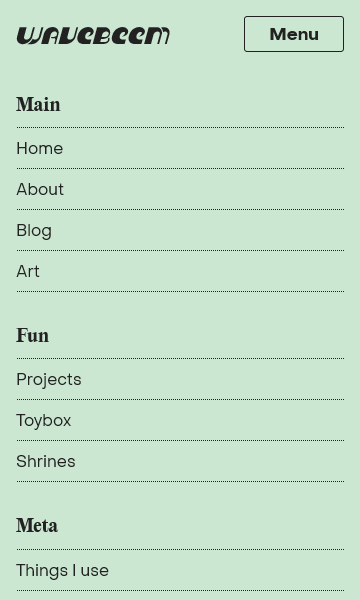 wavebeem
Menu
Main
Home
About
Blog
Art
Fun
Projects
Toybox
Shrines
Meta
Things I use